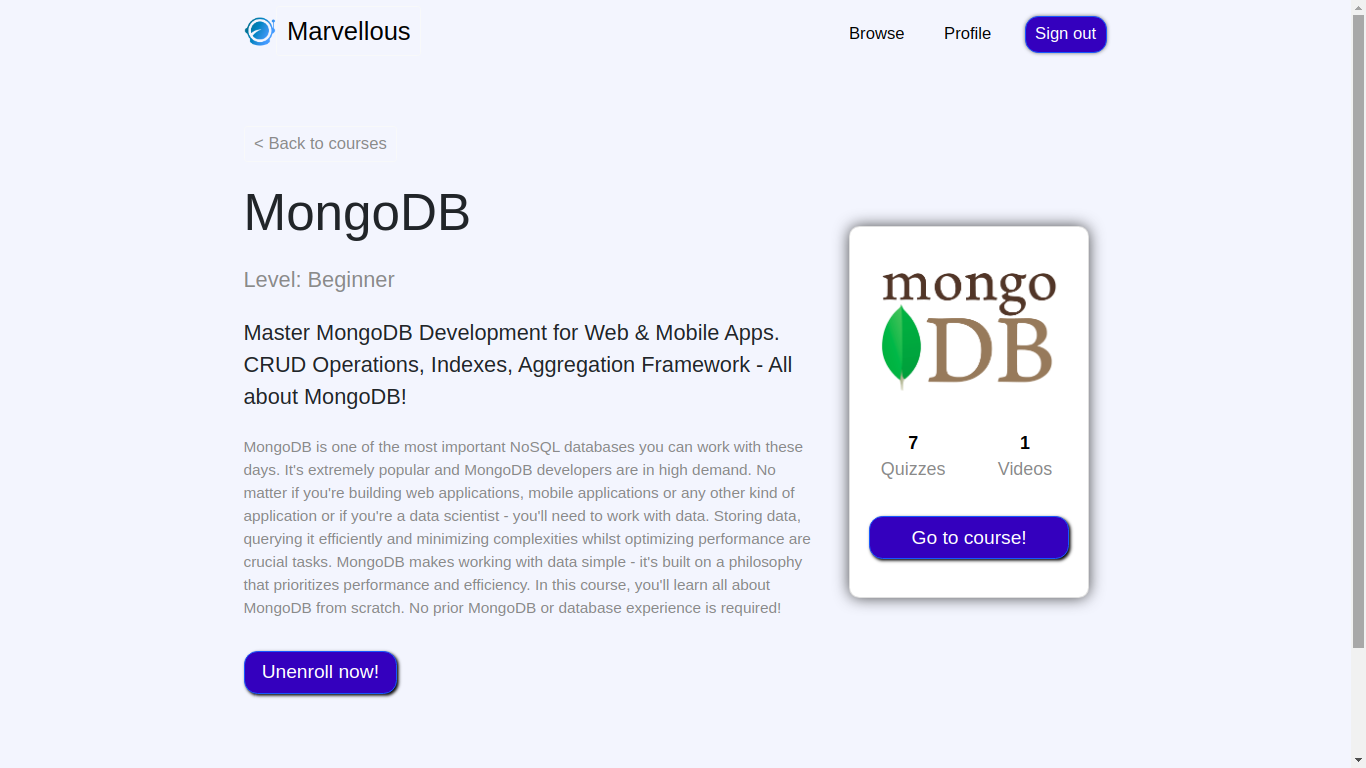 Marvellous
Browse
Profile
Sign out
< Back to courses
MongoDB
Level: Beginner
Master MongoDB Development for Web & Mobile Apps.
CRUD Operations, Indexes, Aggregation Framework - All
about MongoDB!
MongoDB is one of the most important NoSQL databases you can work with these
days. It's extremely popular and MongoDB developers are in high demand. No
matter if you're building web applications, mobile applications or any other kind of
application or if you're a data scientist - you'll need to work with data. Storing data,
querying it efficiently and minimizing complexities whilst optimizing performance are
crucial tasks. MongoDB makes working with data simple - it's built on a philosophy
that prioritizes performance and efficiency. In this course, you'll learn all about
MongoDB from scratch. No prior MongoDB or database experience is required!
Unenroll now!
mongo
DB
7
Quizzes
1
Videos
Go to course!